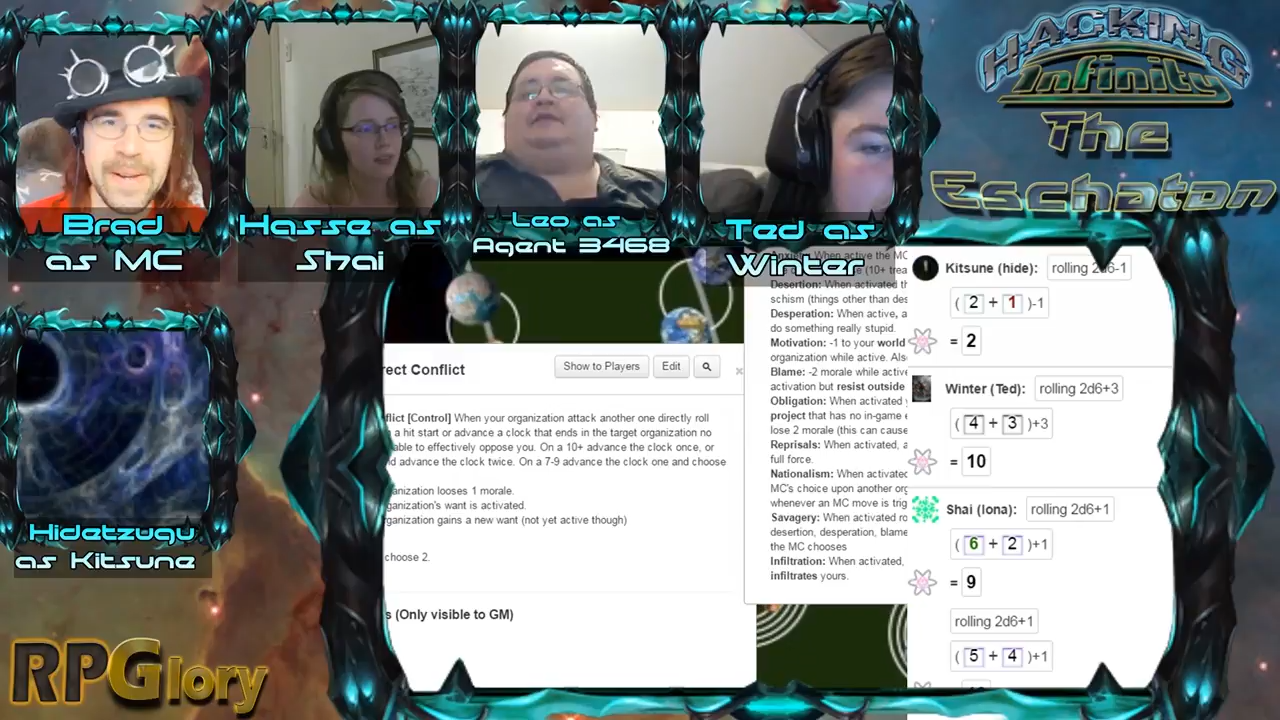 HACKING
Infinity
The
Eschaton
Brad
as MC
Hasse as
Shai
Leo as
Agent 3468
Ted as
Winter
Hidetzugu
as Kitsune
RPGlory
rect Conflict
Show to Players
Edit
flict [Control] When your organization attack another one directly roll
a hit start or advance a clock that ends in the target organization no
able to effectively oppose you. On a 10+ advance the clock once, or
d advance the clock twice. On a 7-9 advance the clock one and choose
anization looses 1 morale.
ganization's want is activated.
ganization gains a new want (not yet active though)
choose 2.
s (Only visible to GM)
When active the MC
(10+ trea
Desertion: When activated th
schism (things other than des
Desperation: When active, a
do something really stupid.
Motivation: -1 to your world
organization while active. Als
Blame: -2 morale while active
activation but resist outside
Obligation: When activated y
project that has no in-game e
lose 2 morale (this can cause
Reprisals: When activated, a
full force.
Nationalism: When activated
MC's choice upon another org
whenever an MC move is trig
Savagery: When activated ro
desertion, desperation, blame
the MC chooses
Infiltration: When activated,
infiltrates yours.
Kitsune (hide): rolling 2d6-1
( 2 + 1 )-1
= 2
Winter (Ted): rolling 2d6+3
( 4 + 3 )+3
= 10
Shai (Iona): rolling 2d6+1
( 6 + 2 )+1
= 9
rolling 2d6+1
( 5 + 4 )+1